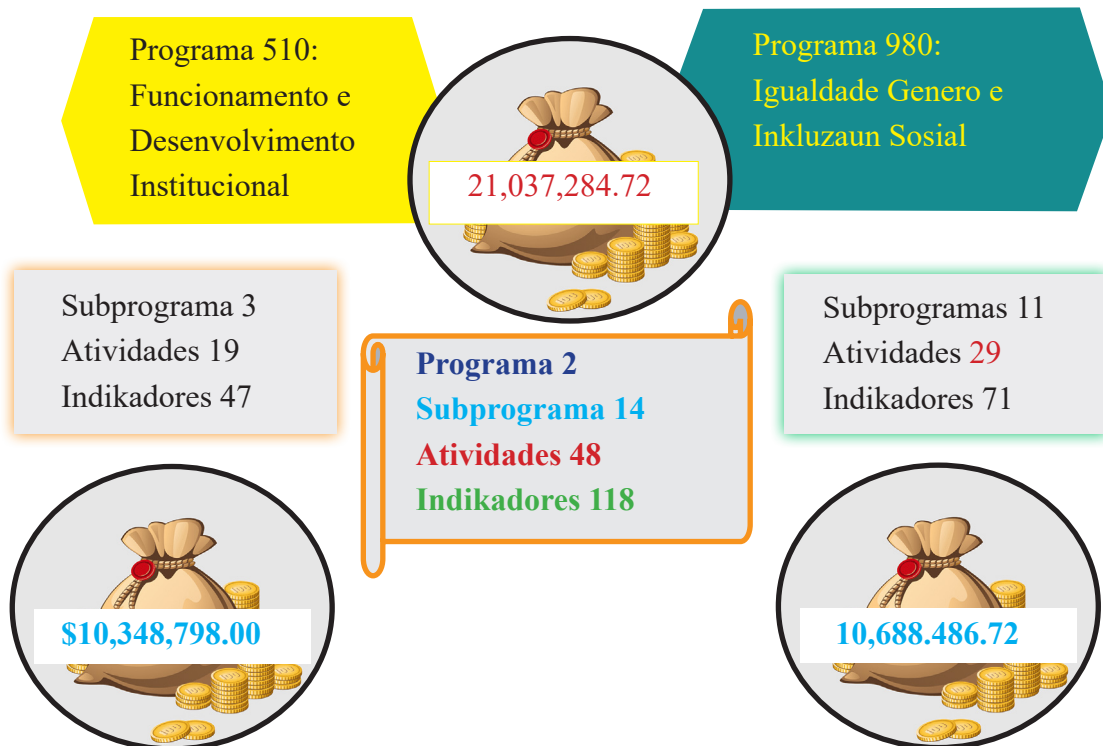 Programa 510:
Funcionamento e
Desenvolvimento
Institucional
21,037,284.72
Programa 980:
Igualdade Genero e
Inkluzaun Sosial
Subprograma 3
Atividades 19
Indikadores 47
Programa 2
Subprograma 14
Atividades 48
Indikadores 118
Subprogramas 11
Atividades 29
Indikadores 71
$10,348,798.00
10,688.486.72